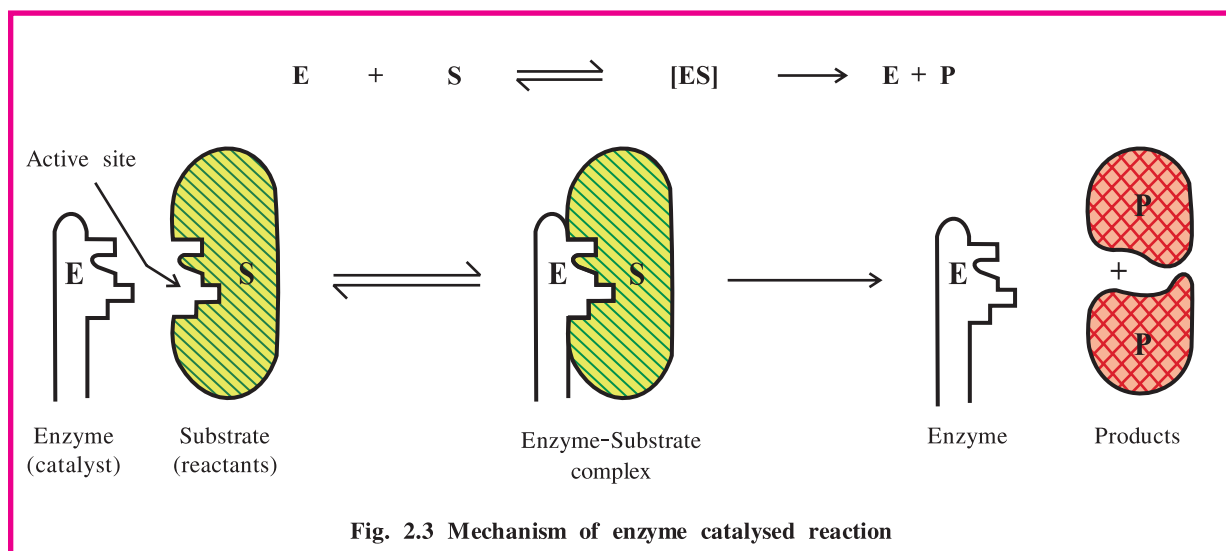 E + S ⇌ [ES] ⟶ E + P
Active site
E S ⇌ E S ⟶ E P
+
P
Enzyme
(catalyst)
Substrate
(reactants)
Enzyme-Substrate
complex
Enzyme
Products
Fig. 2.3 Mechanism of enzyme catalysed reaction